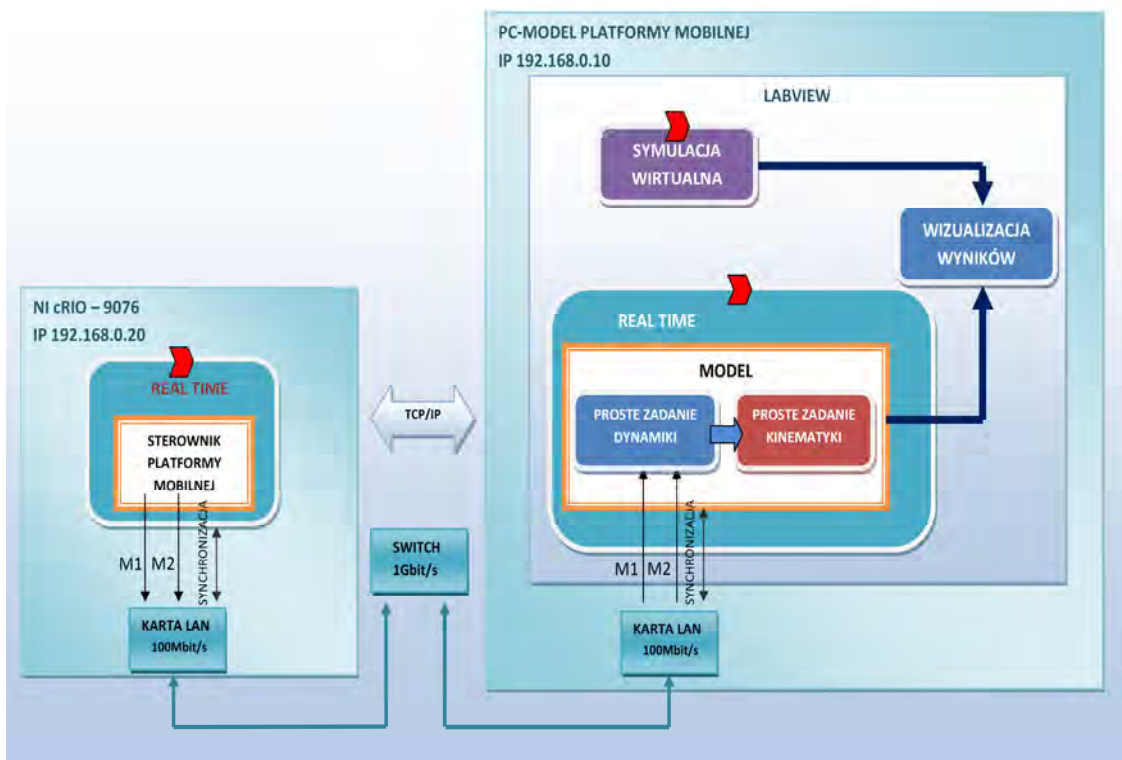 PC-MODEL PLATFORMY MOBILNEJ
IP 192.168.0.10
LABVIEW
SYMULACJA
WIRTUALNA
WIZUALIZACJA
WYNIKÓW
NI cRIO – 9076
IP 192.168.0.20
REAL TIME
STEROWNIK
PLATFORMY
MOBILNEJ
M1
M2
SYNCHRONIZACJA
KARTA LAN
100Mbit/s
TCP/IP
SWITCH
1Gbit/s
REAL TIME
MODEL
PROSTE ZADANIE
DYNAMIKI
PROSTE ZADANIE
KINEMATYKI
M1
M2
SYNCHRONIZACJA
KARTA LAN
100Mbit/s